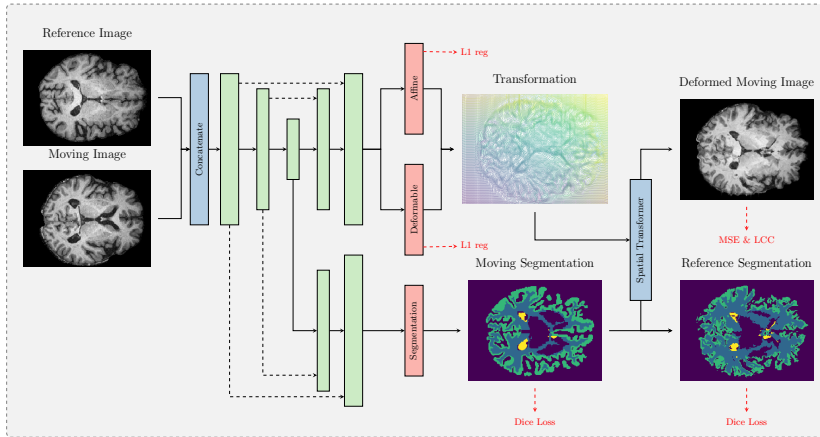 Reference Image
Moving Image
Concatenate
Affine
L1 reg
Deformable
L1 reg
Transformation
Spatial Transformer
Deformed Moving Image
MSE & LCC
Segmentation
Moving Segmentation
Dice Loss
Reference Segmentation
Dice Loss